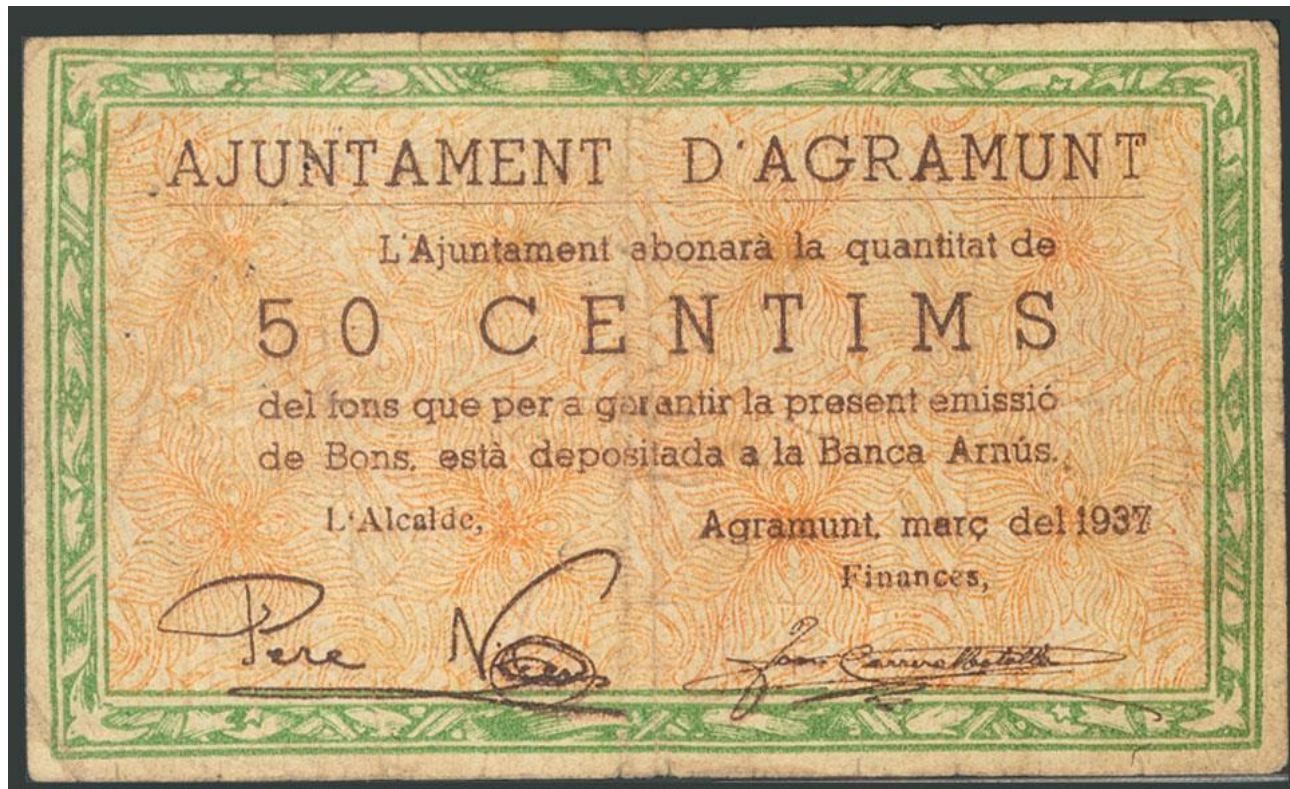 AJUNTAMENT D'AGRAMUNT
L'Ajuntament abonarà la quantitat de
50 CENTIMS
del fons que per a garantir la present emissió
de Bons, està depositada a la Banca Arnús.
L'Alcalde,
Agramunt, març del 1937
Finances,
Pere